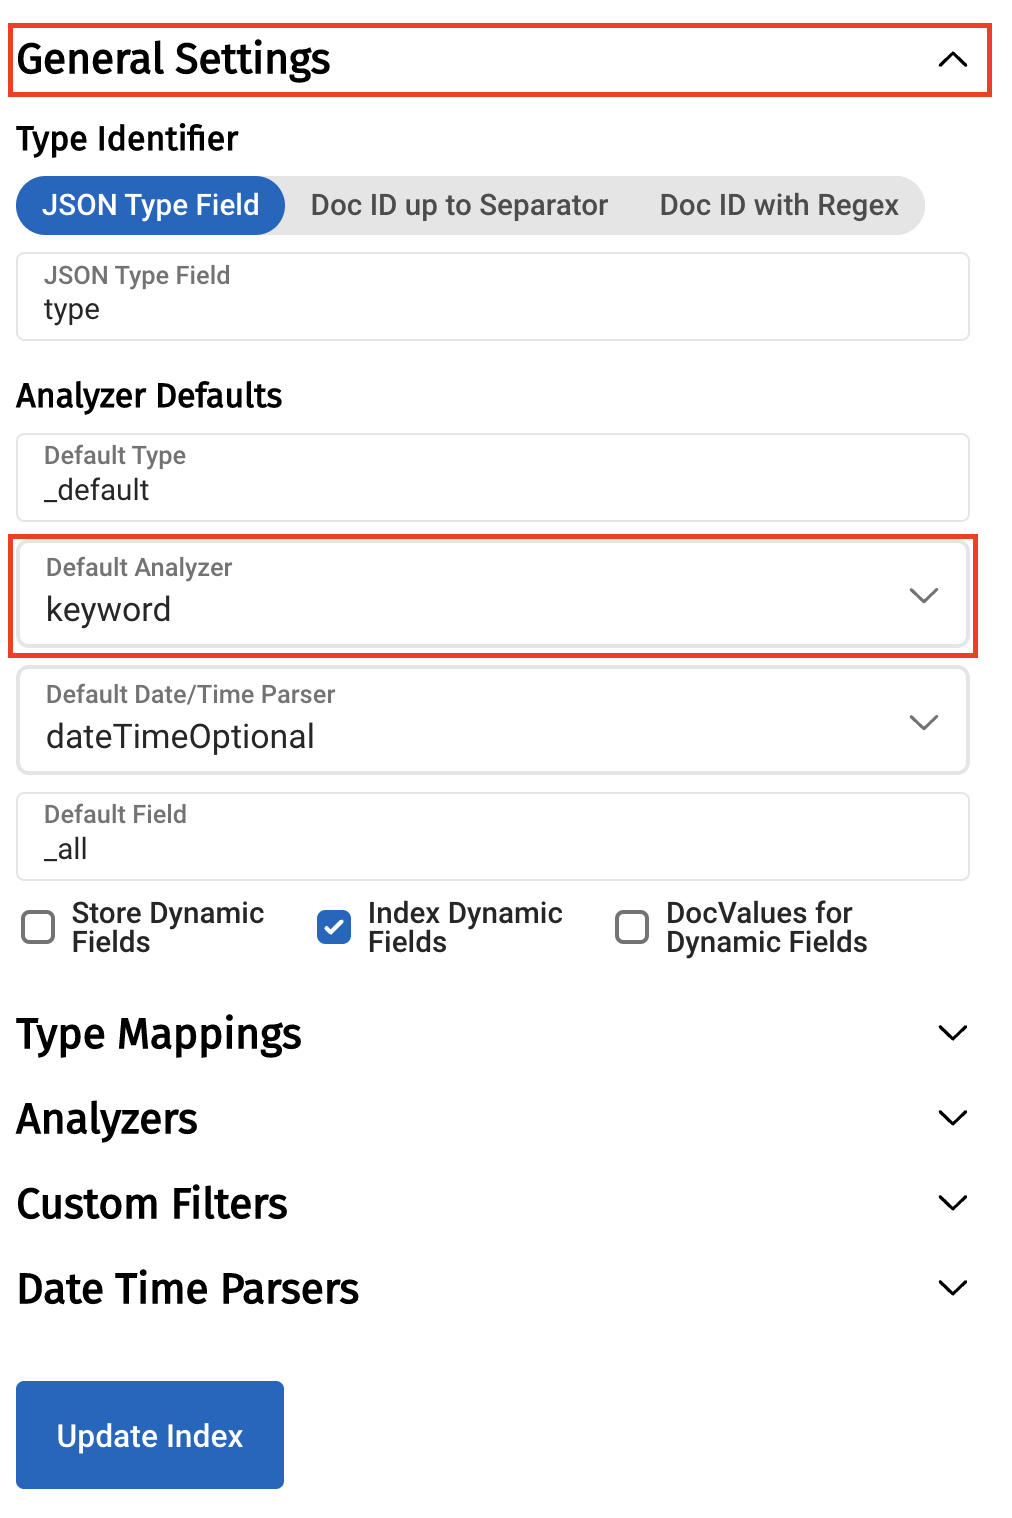 General Settings
Type Identifier
JSON Type Field Doc ID up to Separator Doc ID with Regex
JSON Type Field
type
Analyzer Defaults
Default Type
_default
Default Analyzer
keyword
Default Date/Time Parser
dateTimeOptional
Default Field
_all
Store Dynamic
Fields
Index Dynamic
Fields
DocValues for
Dynamic Fields
Type Mappings
Analyzers
Custom Filters
Date Time Parsers
Update Index